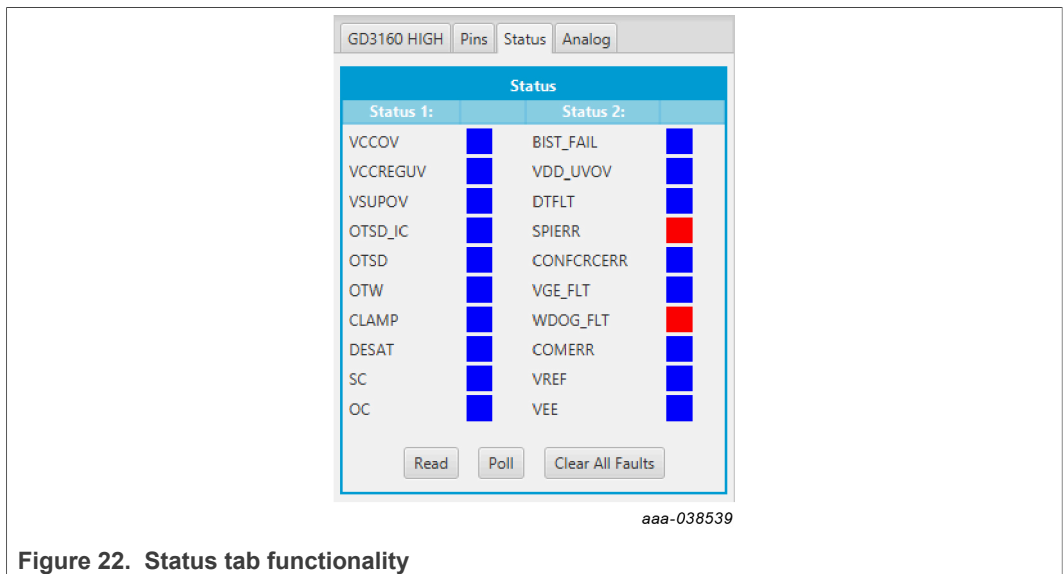 GD3160 HIGH Pins Status Analog
Status
Status 1: Status 2:
VCCOV BIST_FAIL
VCCREGUV VDD_UVOV
VSUPOV DTFLT
OTSD_IC SPIERR
OTSD CONFCRCERR
OTW VGE_FLT
CLAMP WDOG_FLT
DESAT COMERR
SC VREF
OC VEE
Read Poll Clear All Faults
aaa-038539
Figure 22. Status tab functionality